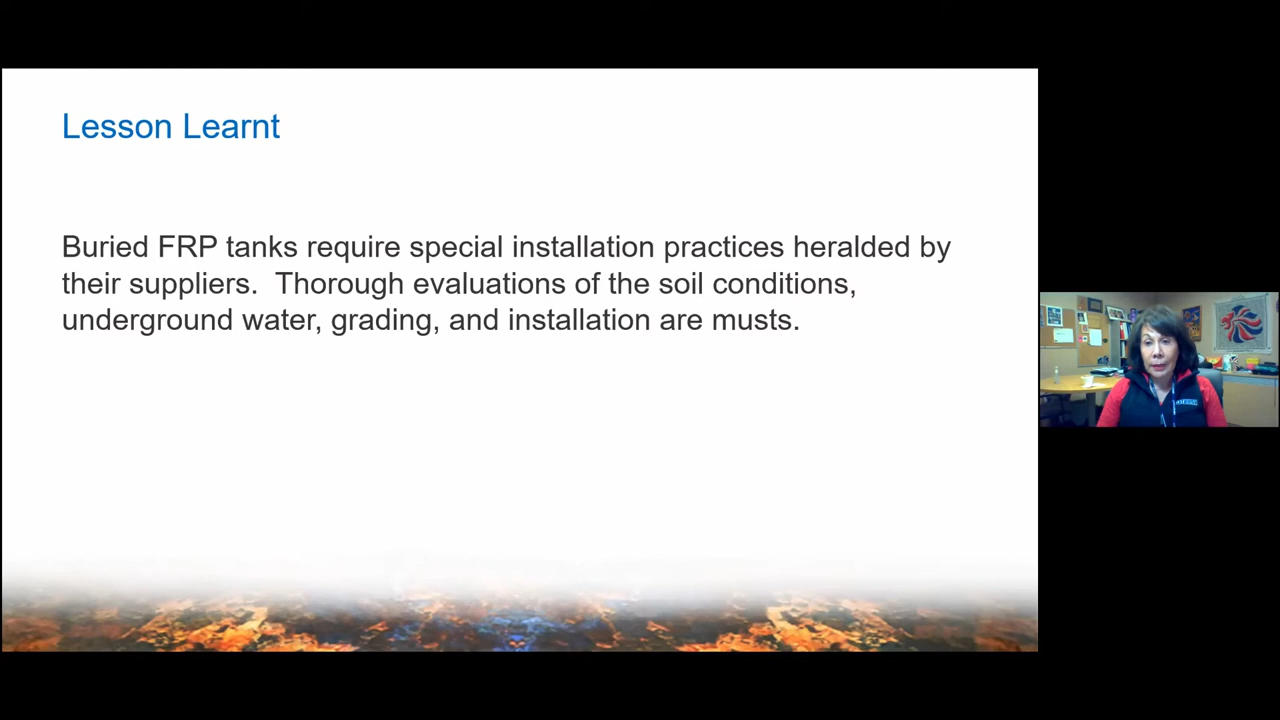 Lesson Learnt
Buried FRP tanks require special installation practices heralded by
their suppliers.  Thorough evaluations of the soil conditions,
underground water, grading, and installation are musts.